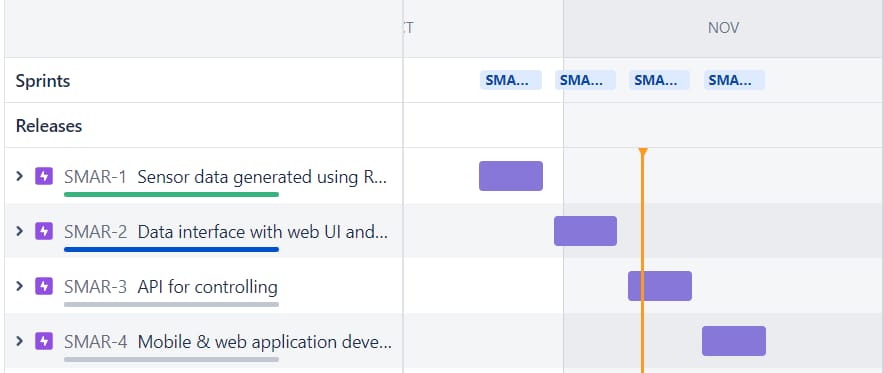 NOV
Sprints SMA... SMA... SMA... SMA...
Releases
SMAR-1 Sensor data generated using R...
SMAR-2 Data interface with web UI and...
SMAR-3 API for controlling
SMAR-4 Mobile & web application deve...